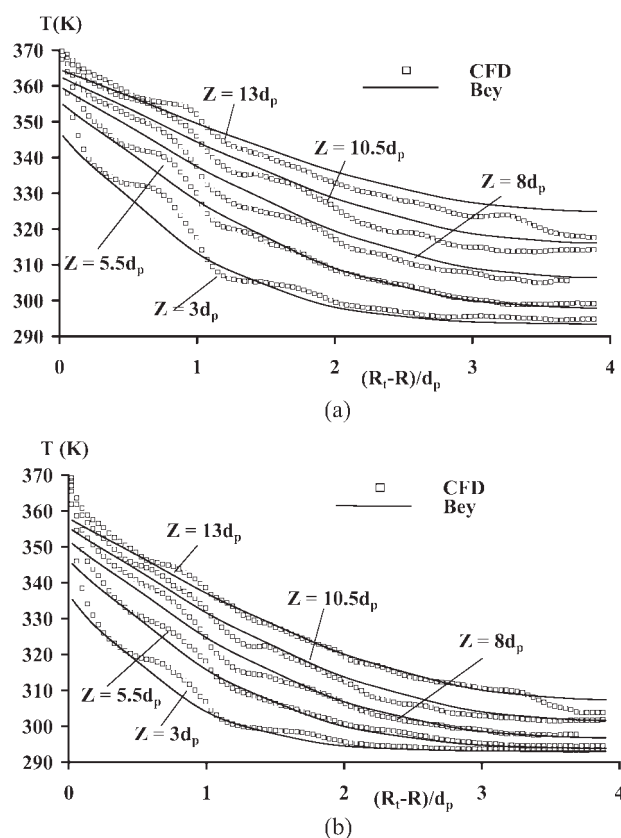 T(K)
370
360
350
340
330
320
310
300
290
CFD
Bey
Z = 13dp
Z = 10.5dp
Z = 8dp
Z = 5.5dp
Z = 3dp
0 1 2 3 4
(Rt-R)/dp
(a)
T (K)
370
360
350
340
330
320
310
300
290
CFD
Bey
Z = 13dp
Z = 10.5dp
Z = 8dp
Z = 5.5dp
Z = 3dp
0 1 2 3 4
(Rt-R)/dp
(b)